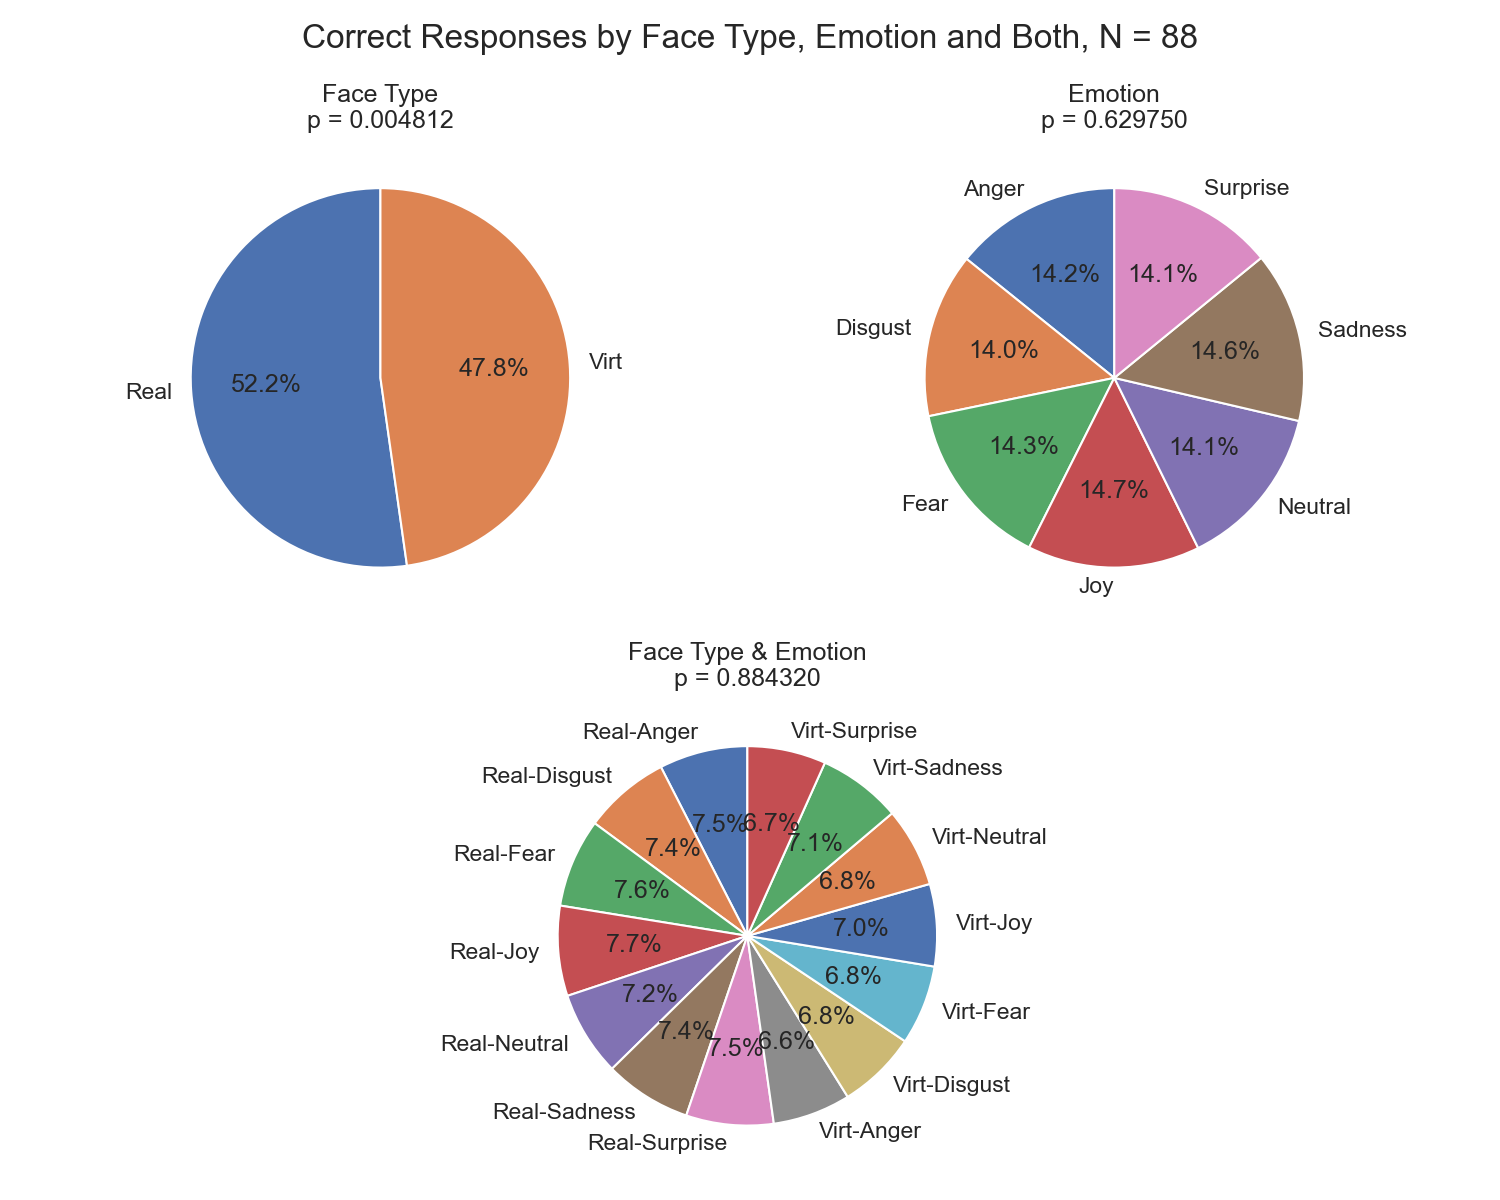 Correct Responses by Face Type, Emotion and Both, N = 88
Face Type
p = 0.004812
Real
52.2%
47.8%
Virt
Emotion
p = 0.629750
Anger
14.2%
Surprise
14.1%
Disgust
14.0%
Sadness
14.6%
Fear
14.3%
Joy
14.7%
Neutral
14.1%
Face Type & Emotion
p = 0.884320
Real-Anger
7.5%
Real-Disgust
7.4%
Real-Fear
7.6%
Real-Joy
7.7%
Real-Neutral
7.2%
Real-Sadness
7.4%
Real-Surprise
7.5%
Virt-Anger
6.6%
Virt-Disgust
6.8%
Virt-Fear
6.8%
Virt-Joy
7.0%
Virt-Neutral
6.8%
Virt-Sadness
7.1%
Virt-Surprise
6.7%